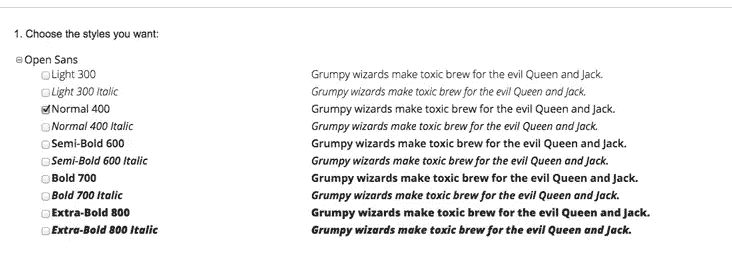 1. Choose the styles you want:
Open Sans
Light 300 Grumpy wizards make toxic brew for the evil Queen and Jack.
Light 300 Italic Grumpy wizards make toxic brew for the evil Queen and Jack.
Normal 400 Grumpy wizards make toxic brew for the evil Queen and Jack.
Normal 400 Italic Grumpy wizards make toxic brew for the evil Queen and Jack.
Semi-Bold 600 Grumpy wizards make toxic brew for the evil Queen and Jack.
Semi-Bold 600 Italic Grumpy wizards make toxic brew for the evil Queen and Jack.
Bold 700 Grumpy wizards make toxic brew for the evil Queen and Jack.
Bold 700 Italic Grumpy wizards make toxic brew for the evil Queen and Jack.
Extra-Bold 800 Grumpy wizards make toxic brew for the evil Queen and Jack.
Extra-Bold 800 Italic Grumpy wizards make toxic brew for the evil Queen and Jack.